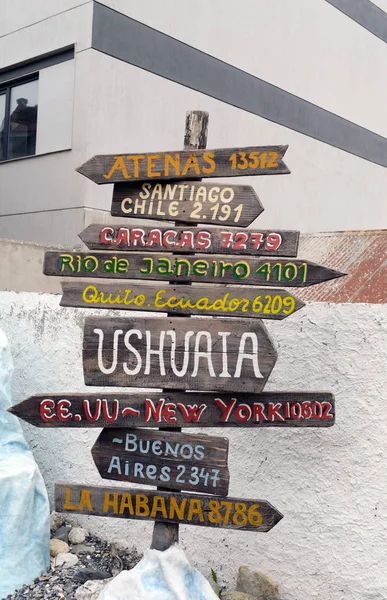 ATENAS 13512
SANTIAGO
CHILE. 2.191
CARACAS 7279
Rio de Janeiro 4101
Quito. Ecuador 6209
USHUAIA
EE.UU ~ NEW YORK 10302
~BUENOS
AIRES 2347
LA HABANA 8786